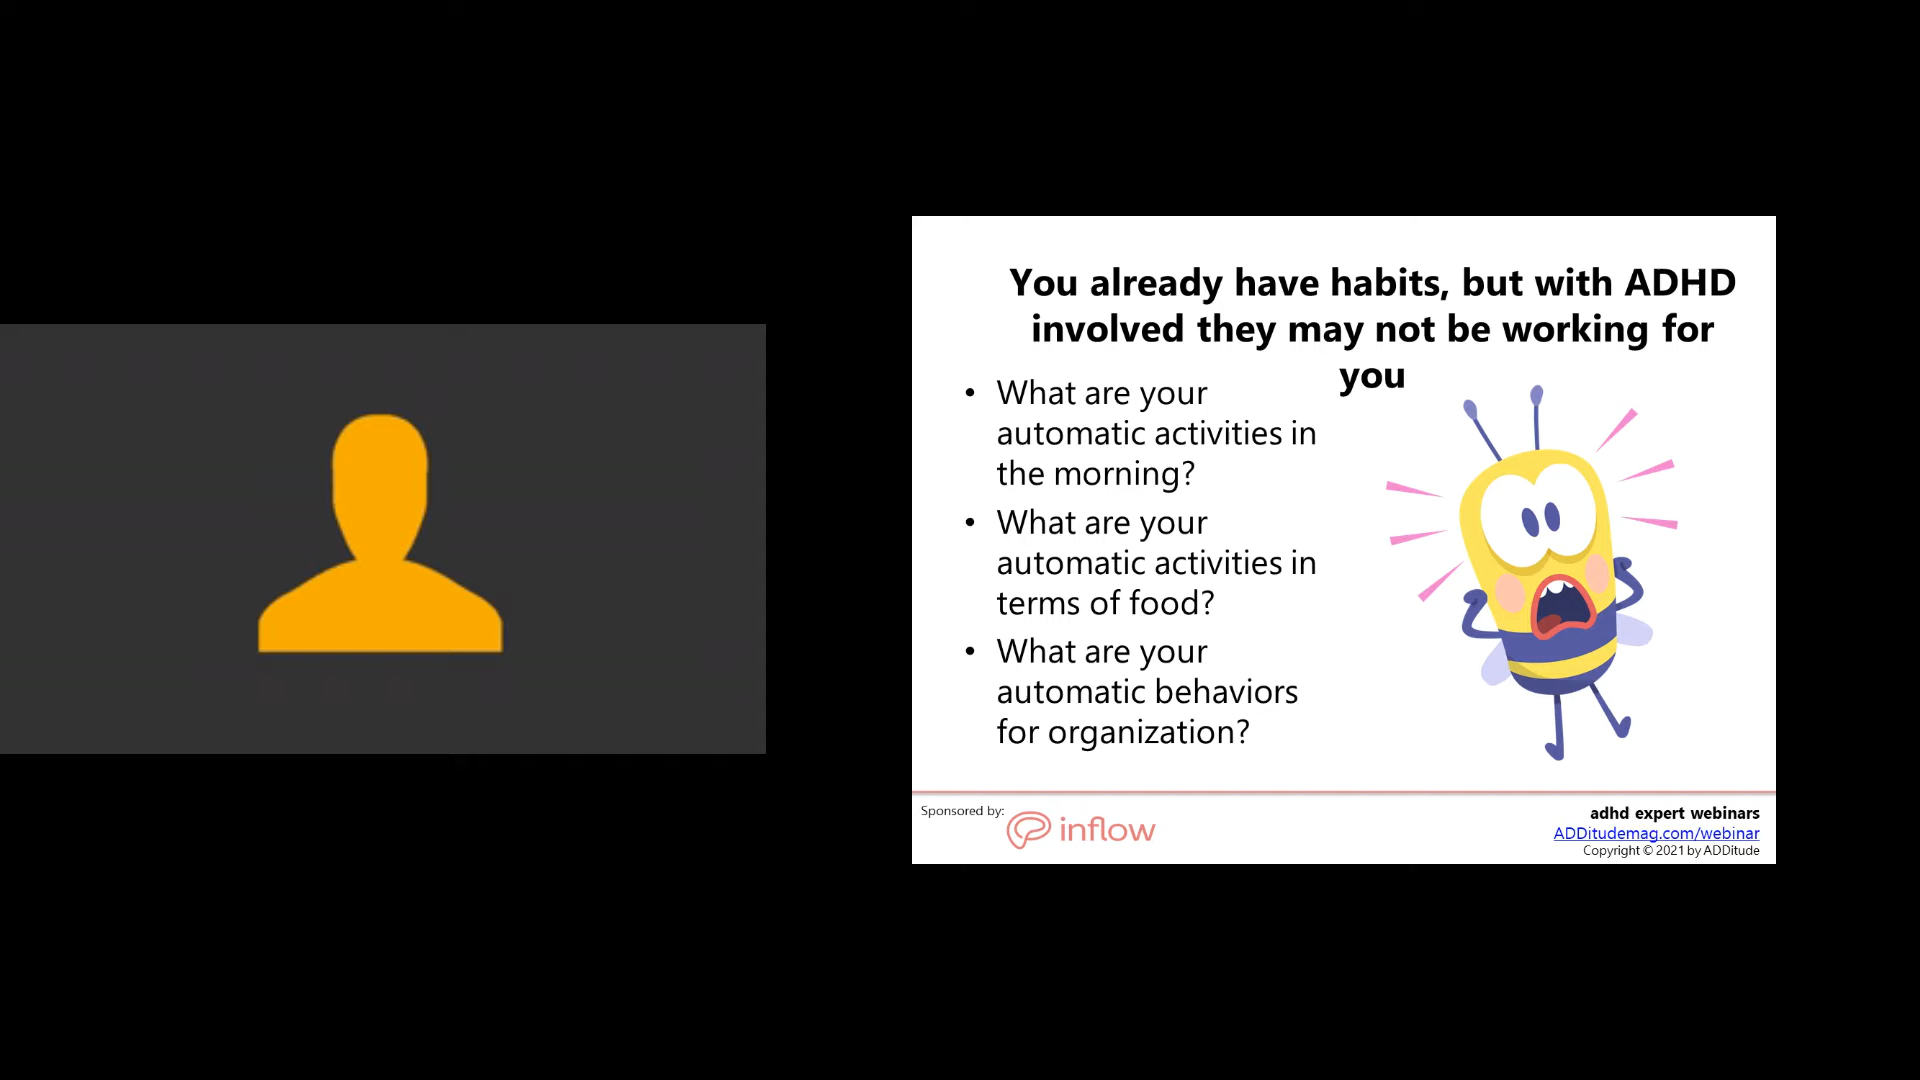 You already have habits, but with ADHD
involved they may not be working for
you
• What are your
automatic activities in
the morning?
• What are your
automatic activities in
terms of food?
• What are your
automatic behaviors
for organization?
Sponsored by:
inflow
adhd expert webinars
ADDitudemag.com/webinar
Copyright © 2021 by ADDitude